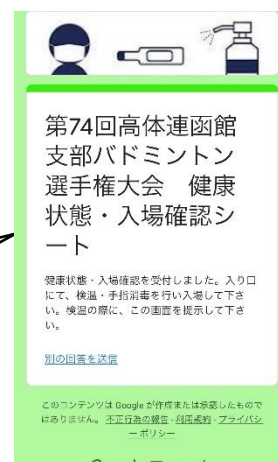 第74回高体連函館
支部バドミントン
選手権大会　健康
状態・入場確認シ
ート
健康状態・入場確認を受付しました。入り口
にて、検温・手指消毒を行い入場して下さ
い。検温の際に、この画面を提示して下さ
い。
別の回答を送信
このコンテンツは Google が作成または承認したもので
はありません。 不正行為の報告 - 利用規約 - プライバシ
ーポリシー